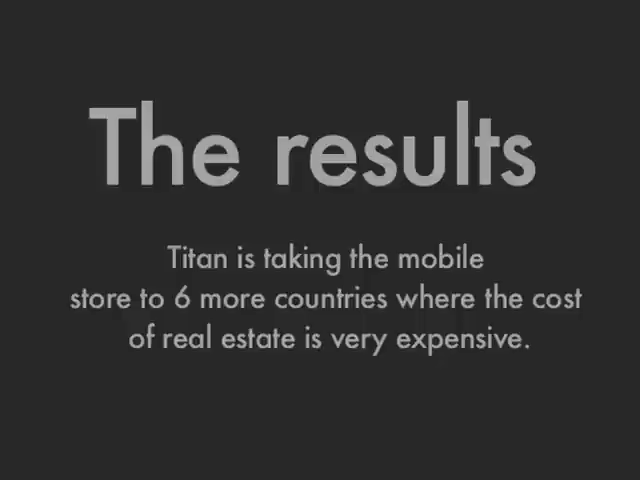 The results
Titan is taking the mobile
store to 6 more countries where the cost
of real estate is very expensive.